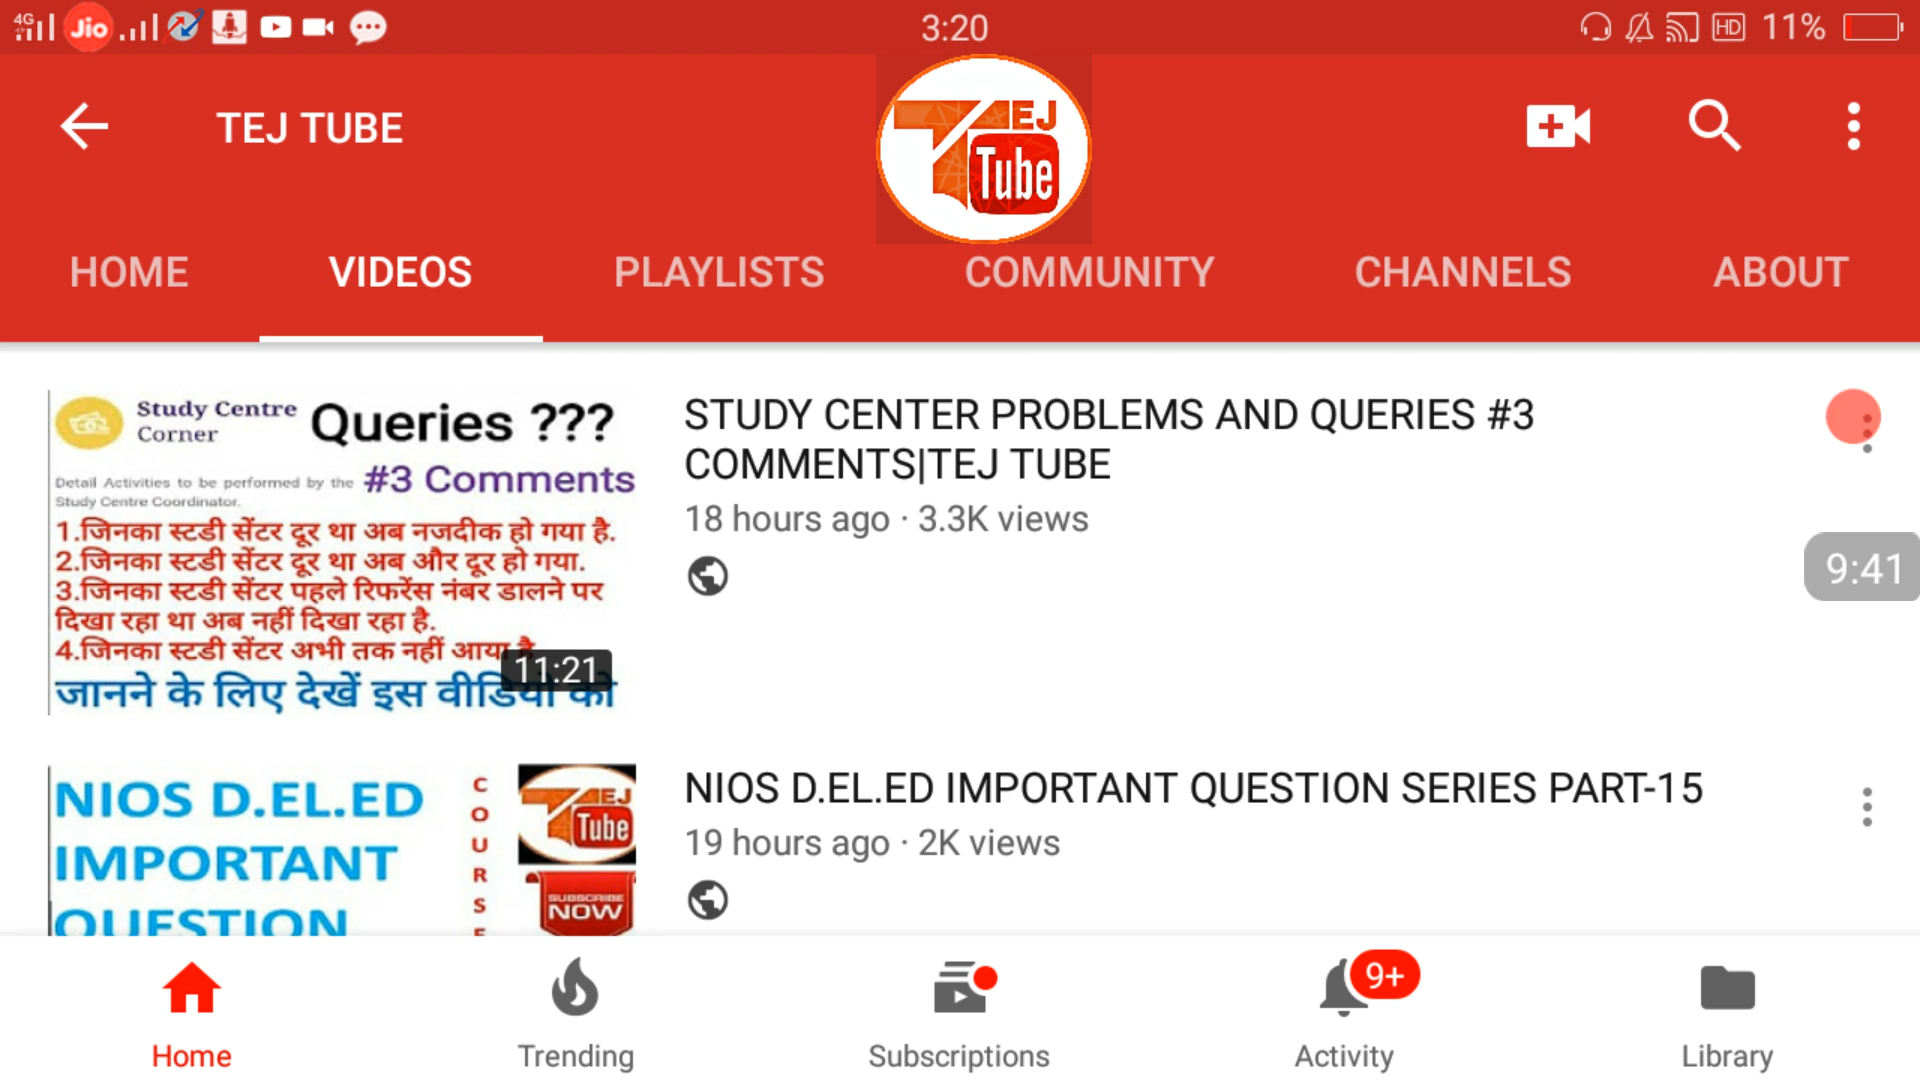 4G Jio 3:20 HD 11%
TEJ TUBE
EJ
Tube
HOME VIDEOS PLAYLISTS COMMUNITY CHANNELS ABOUT
Study Centre
Corner
Queries ???
Detail Activities to be performed by the
Study Centre Coordinator.
#3 Comments
1.जिनका स्टडी सेंटर दूर था अब नजदीक हो गया है.
2.जिनका स्टडी सेंटर दूर था अब और दूर हो गया.
3.जिनका स्टडी सेंटर पहले रिफरेंस नंबर डालने पर
दिखा रहा था अब नहीं दिखा रहा है.
4.जिनका स्टडी सेंटर अभी तक नहीं आया है
जानने के लिए देखें इस वीडियो को
11:21
STUDY CENTER PROBLEMS AND QUERIES #3
COMMENTS|TEJ TUBE
18 hours ago · 3.3K views
9:41
NIOS D.EL.ED
IMPORTANT
QUESTION
C
O
U
R
S
E
EJ
Tube
SUBSCRIBE
NOW
NIOS D.EL.ED IMPORTANT QUESTION SERIES PART-15
19 hours ago · 2K views
9+
Home Trending Subscriptions Activity Library